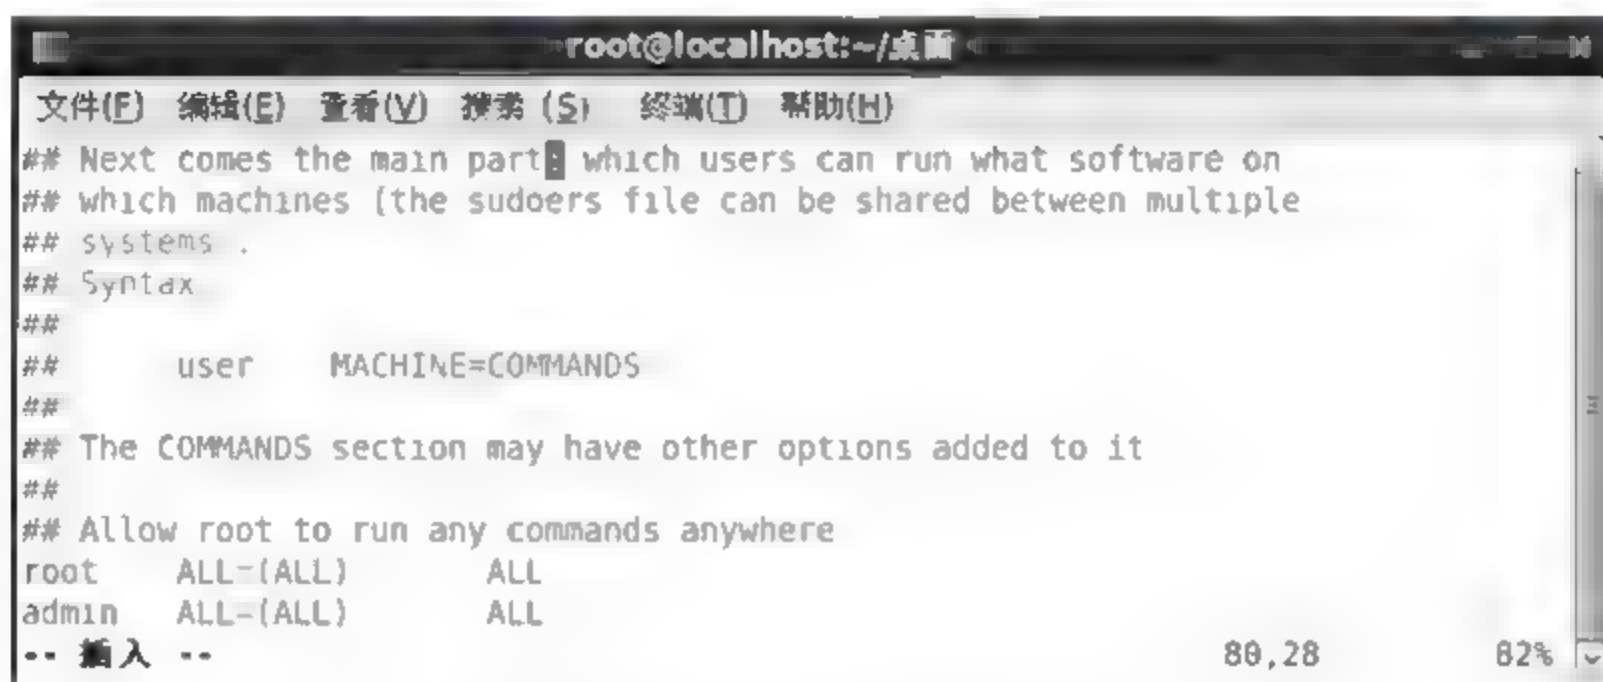 root@localhost:~/桌面
文件(F) 编辑(E) 查看(V) 搜索 (S) 终端(T) 帮助(H)
## Next comes the main part: which users can run what software on
## which machines (the sudoers file can be shared between multiple
## systems .
## Syntax
##
## user MACHINE=COMMANDS
##
## The COMMANDS section may have other options added to it
##
## Allow root to run any commands anywhere
root ALL=(ALL) ALL
admin ALL=(ALL) ALL
-- 插入 --
80,28 82%